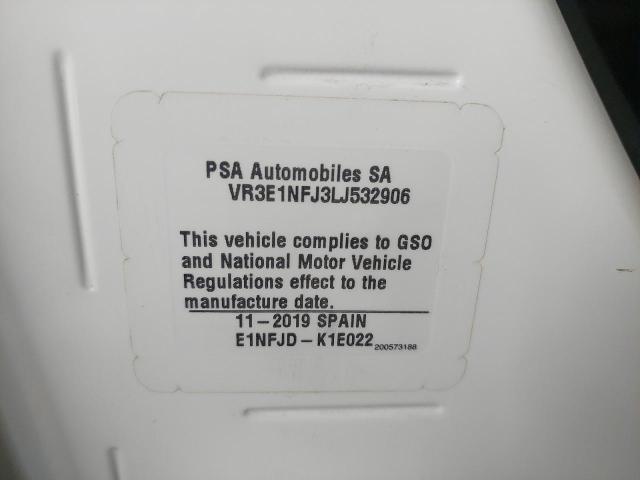 PSA Automobiles SA
VR3E1NFJ3LJ532906
This vehicle complies to GSO
and National Motor Vehicle
Regulations effect to the
manufacture date.
11-2019 SPAIN
E1NFJD-K1E022 200573188